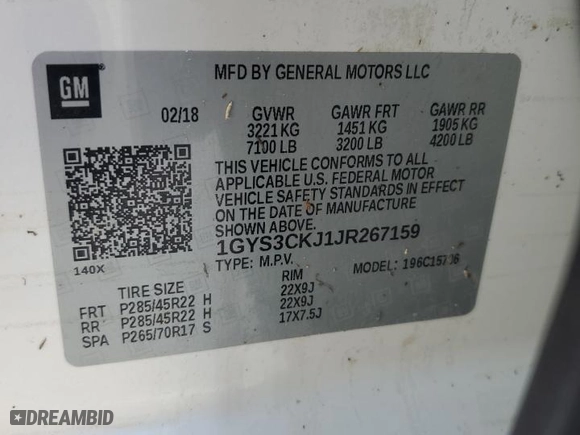 GM
MFD BY GENERAL MOTORS LLC
02/18 GVWR GAWR FRT GAWR RR
3221 KG 1451 KG 1905 KG
7100 LB 3200 LB 4200 LB
THIS VEHICLE CONFORMS TO ALL
APPLICABLE U.S. FEDERAL MOTOR
VEHICLE SAFETY STANDARDS IN EFFECT
ON THE DATE OF MANUFACTURE
SHOWN ABOVE.
1GYS3CKJ1JR267159
140X
TYPE: M.P.V. MODEL:
TIRE SIZE RIM
FRT P285/45R22 H 22X9J
RR P285/45R22 H 22X9J
SPA P265/70R17 S 17X7.5J
DREAMBID